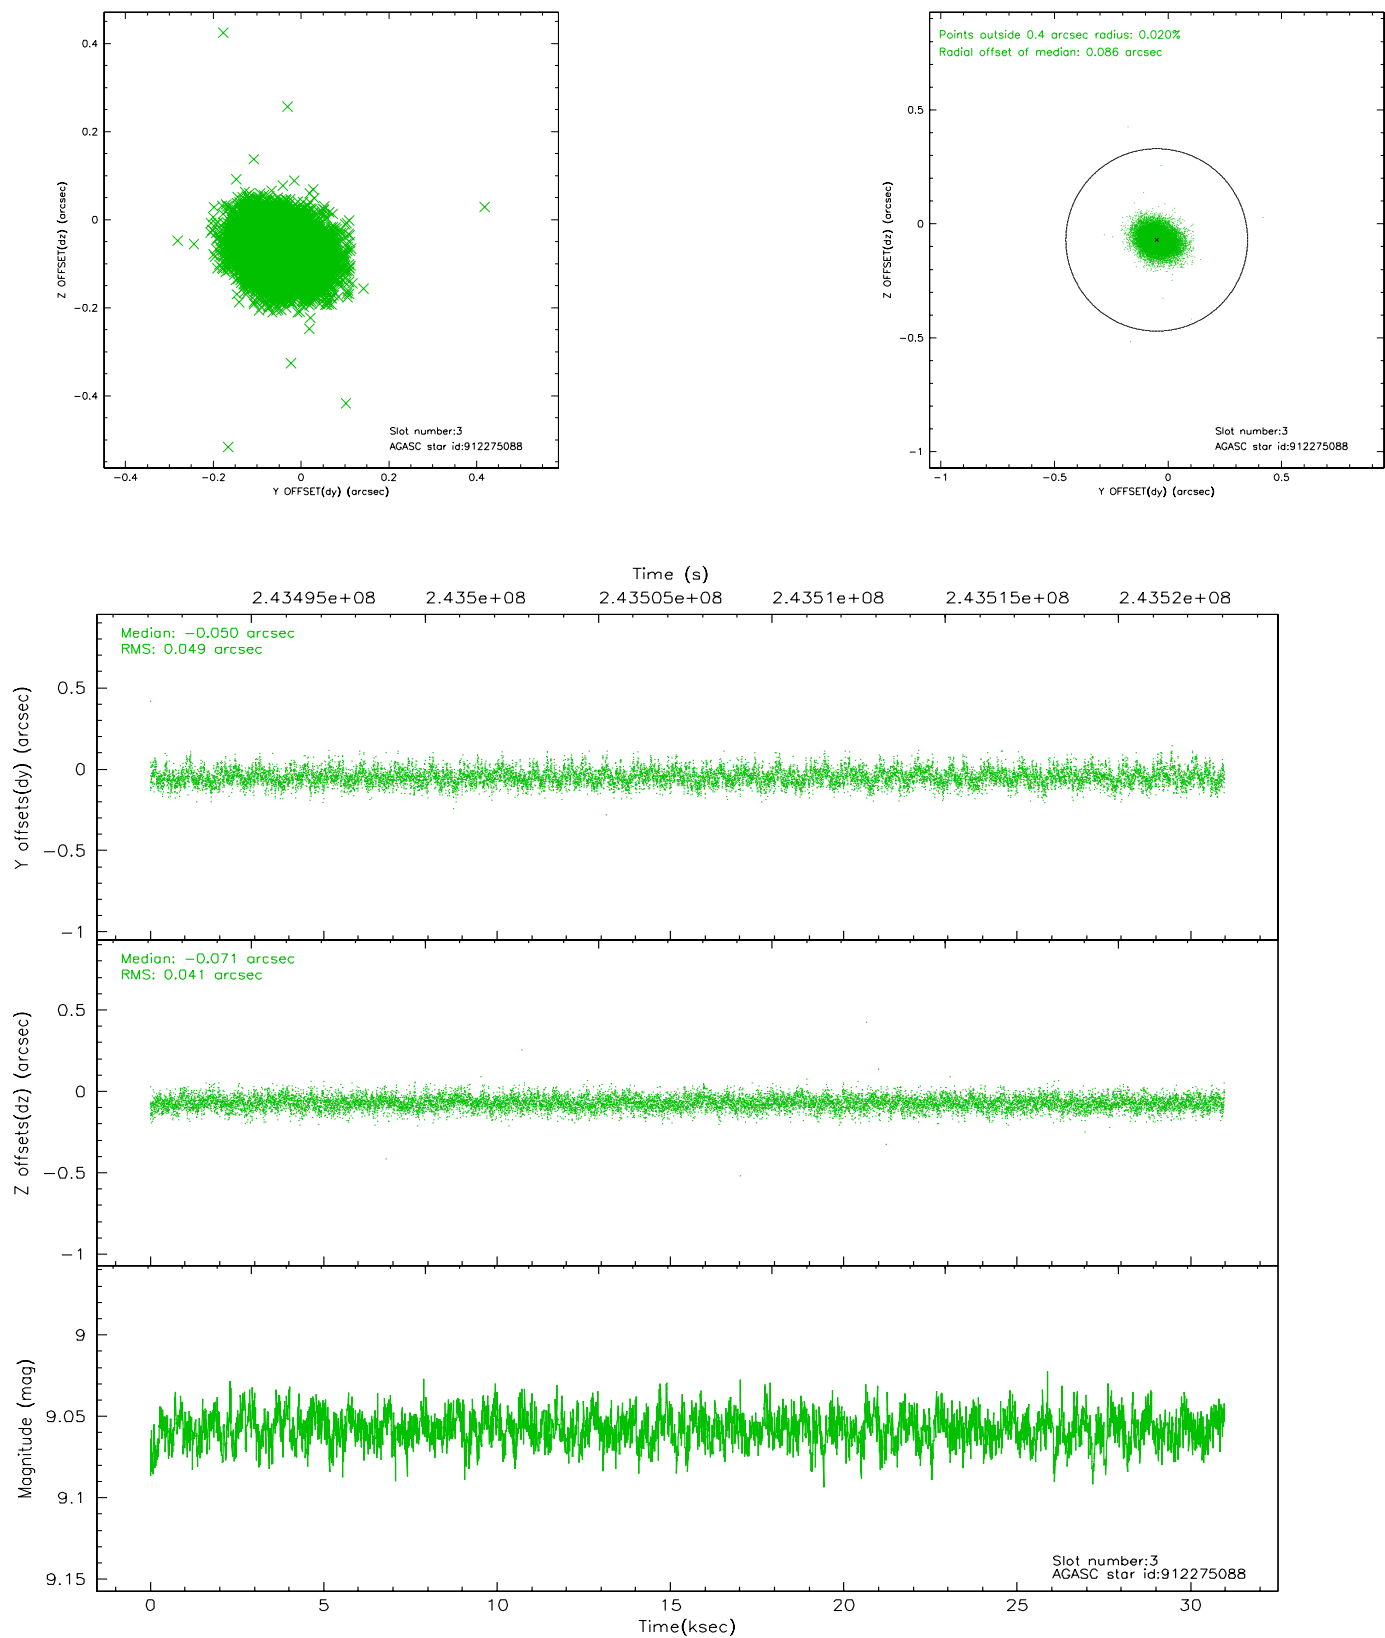 0.4
0.2
0
−0.2
−0.4
Z OFFSET(dz) (arcsec)
Slot number:3
AGASC star id:912275088
−0.4 −0.2 0 0.2 0.4
Y OFFSET(dy) (arcsec)
Points outside 0.4 arcsec radius: 0.020%
Radial offset of median: 0.086 arcsec
0.5
0
−0.5
−1
Z OFFSET(dz) (arcsec)
Slot number:3
AGASC star id:912275088
−1 −0.5 0 0.5
Y OFFSET(dy) (arcsec)
Time (s)
2.43495e+08 2.435e+08 2.43505e+08 2.4351e+08 2.43515e+08 2.4352e+08
Median: −0.050 arcsec
RMS: 0.049 arcsec
0.5
0
−0.5
−1
Y offsets(dy) (arcsec)
Median: −0.071 arcsec
RMS: 0.041 arcsec
0.5
0
−0.5
−1
Z offsets(dz) (arcsec)
9
9.05
9.1
9.15
Magnitude (mag)
Slot number:3
AGASC star id:912275088
0 5 10 15 20 25 30
Time(ksec)